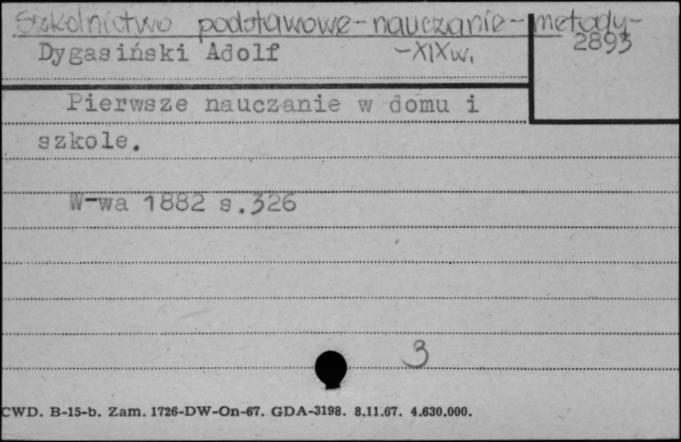 Szkolnictwo podstawowe-nauczanie-metody-
-XIXw.
2893
Dygasiński Adolf
Pierwsze nauczanie w domu i
szkole.
W-wa 1882 s.326
3
CWD. B-15-b. Zam. 1726-DW-On-67. GDA-3198. 8.11.67. 4.630.000.